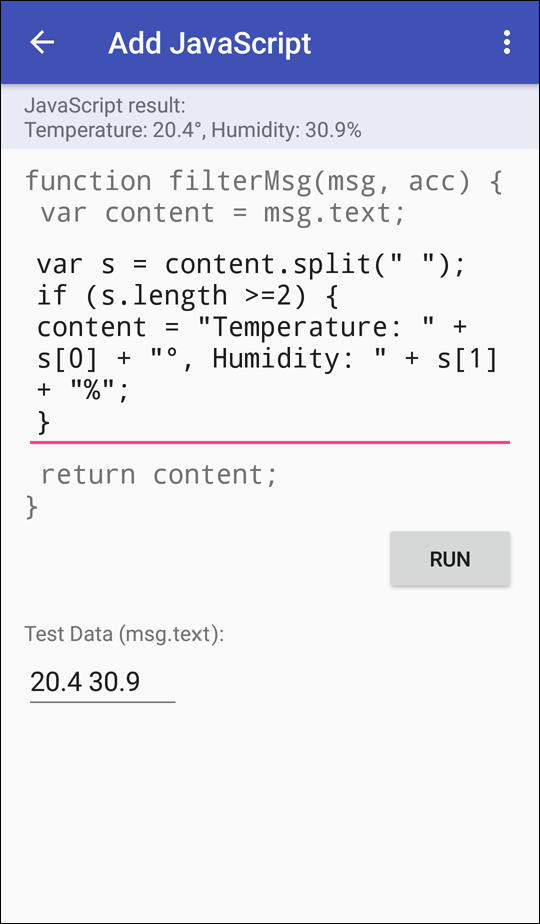 Add JavaScript
JavaScript result:
Temperature: 20.4°, Humidity: 30.9%
function filterMsg(msg, acc) {
var content = msg.text;
var s = content.split(" ");
if (s.length >=2) {
content = "Temperature: " +
s[0] + "°, Humidity: " + s[1]
+ "%";
}
return content;
}
RUN
Test Data (msg.text):
20.4 30.9